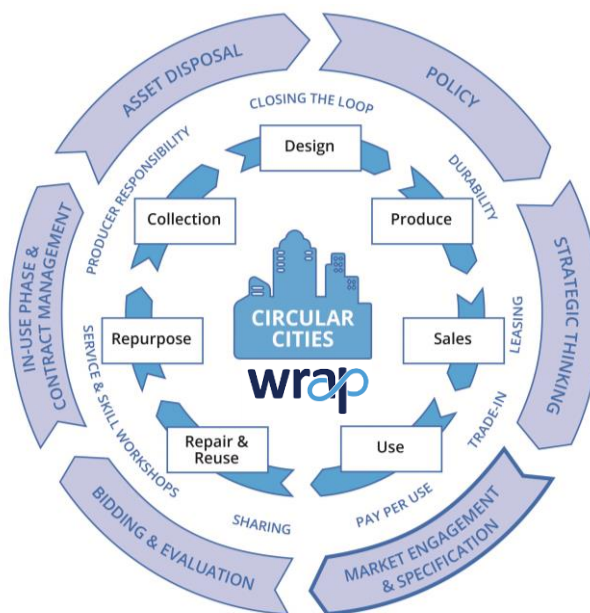 ASSET DISPOSAL
POLICY
STRATEGIC THINKING
MARKET ENGAGEMENT
& SPECIFICATION
BIDDING & EVALUATION
IN-USE PHASE &
CONTRACT MANAGEMENT
CLOSING THE LOOP
DURABILITY
LEASING
TRADE-IN
PAY PER USE
SHARING
SERVICE & SKILL WORKSHOPS
PRODUCER RESPONSIBILITY
Design
Produce
Sales
Use
Repair &
Reuse
Repurpose
Collection
CIRCULAR
CITIES
wrap